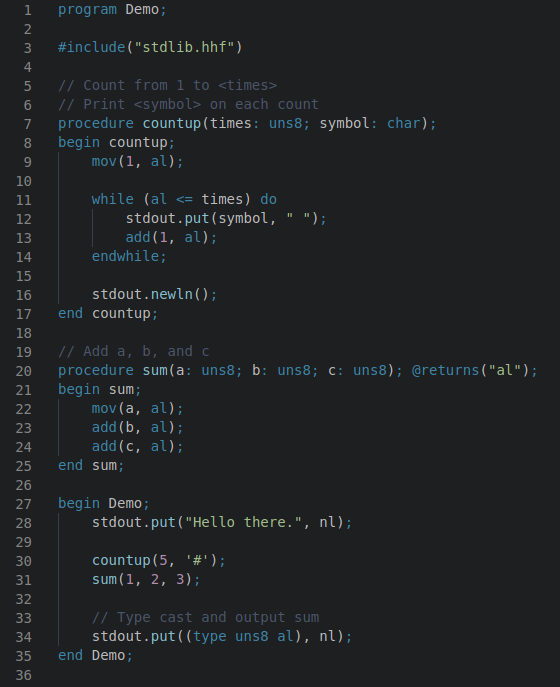 1 program Demo;
2
3 #include("stdlib.hhf")
4
5 // Count from 1 to <times>
6 // Print <symbol> on each count
7 procedure countup(times: uns8; symbol: char);
8 begin countup;
9     mov(1, al);
10
11     while (al <= times) do
12         stdout.put(symbol, " ");
13         add(1, al);
14     endwhile;
15
16     stdout.newln();
17 end countup;
18
19 // Add a, b, and c
20 procedure sum(a: uns8; b: uns8; c: uns8); @returns("al");
21 begin sum;
22     mov(a, al);
23     add(b, al);
24     add(c, al);
25 end sum;
26
27 begin Demo;
28     stdout.put("Hello there.", nl);
29
30     countup(5, '#');
31     sum(1, 2, 3);
32
33     // Type cast and output sum
34     stdout.put((type uns8 al), nl);
35 end Demo;
36